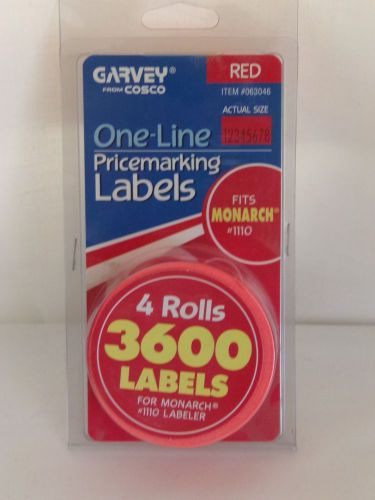 GARVEY®
FROM COSCO
RED
ITEM #063046
ACTUAL SIZE
12345678
One-Line
Pricemarking
Labels
FITS
MONARCH®
#1110
4 Rolls
3600
LABELS
FOR MONARCH®
#1110 LABELER